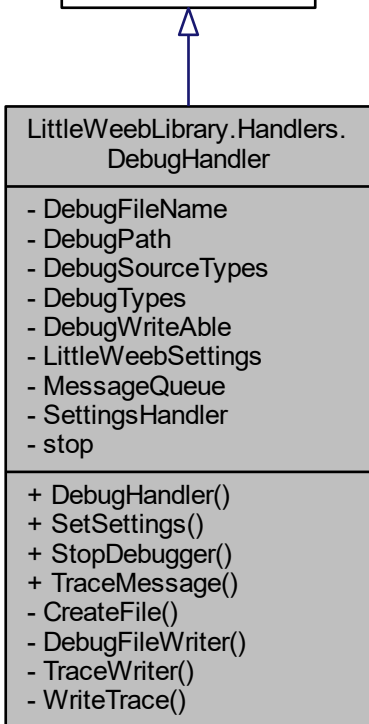 LittleWeebLibrary.Handlers.
DebugHandler
- DebugFileName
- DebugPath
- DebugSourceTypes
- DebugTypes
- DebugWriteAble
- LittleWeebSettings
- MessageQueue
- SettingsHandler
- stop
+ DebugHandler()
+ SetSettings()
+ StopDebugger()
+ TraceMessage()
- CreateFile()
- DebugFileWriter()
- TraceWriter()
- WriteTrace()